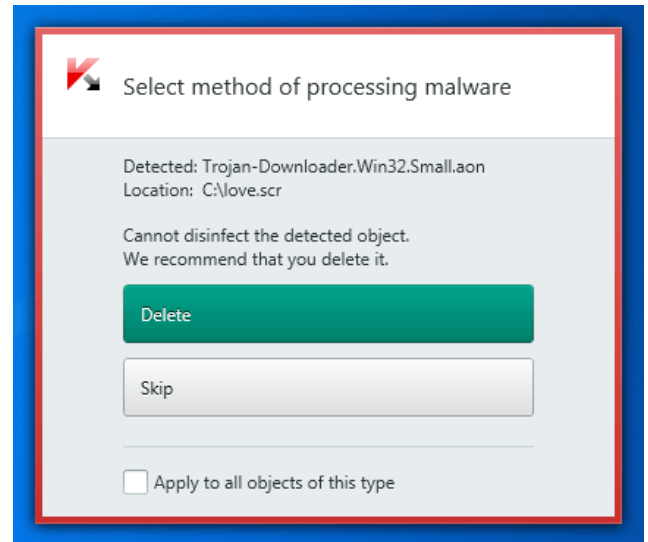 Select method of processing malware
Detected: Trojan-Downloader.Win32.Small.aon
Location: C:\love.scr
Cannot disinfect the detected object.
We recommend that you delete it.
Delete
Skip
Apply to all objects of this type